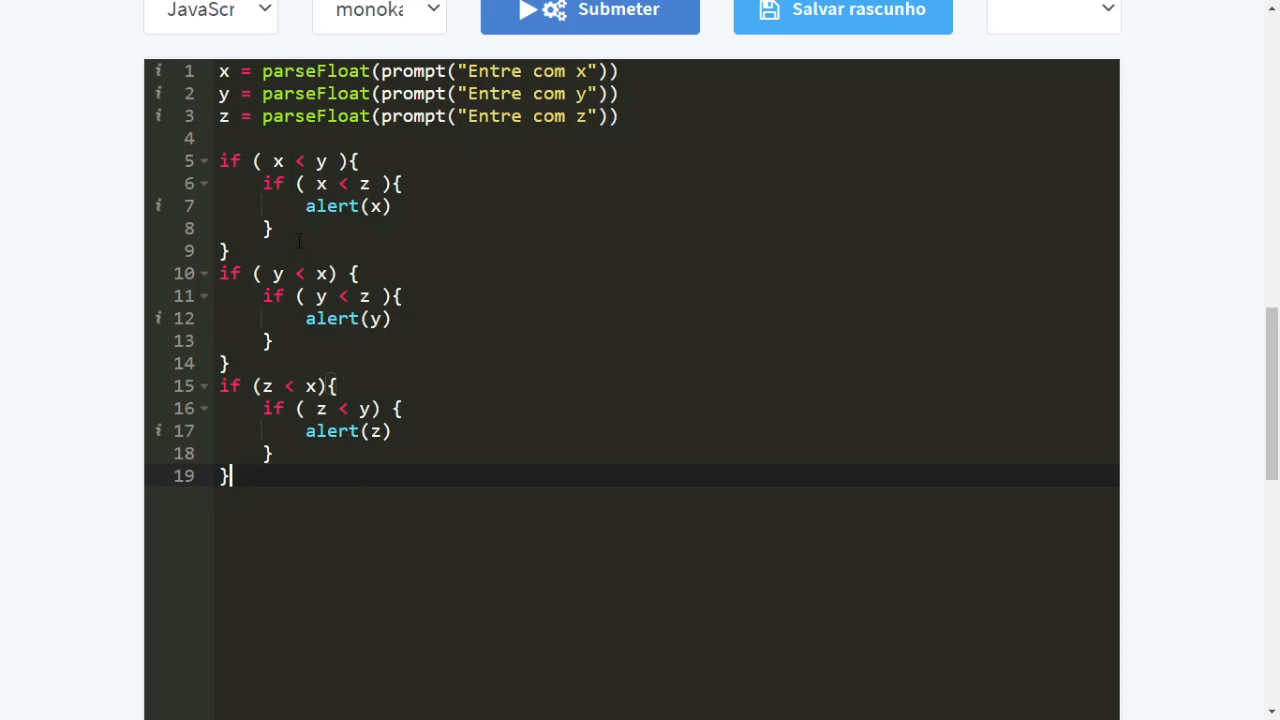 JavaScr monoka Submeter Salvar rascunho
1 x = parseFloat(prompt("Entre com x"))
2 y = parseFloat(prompt("Entre com y"))
3 z = parseFloat(prompt("Entre com z"))
4
5 if ( x < y ){
6     if ( x < z ){
7         alert(x)
8     }
9 }
10 if ( y < x) {
11     if ( y < z ){
12         alert(y)
13     }
14 }
15 if (z < x){
16     if ( z < y) {
17         alert(z)
18     }
19 }